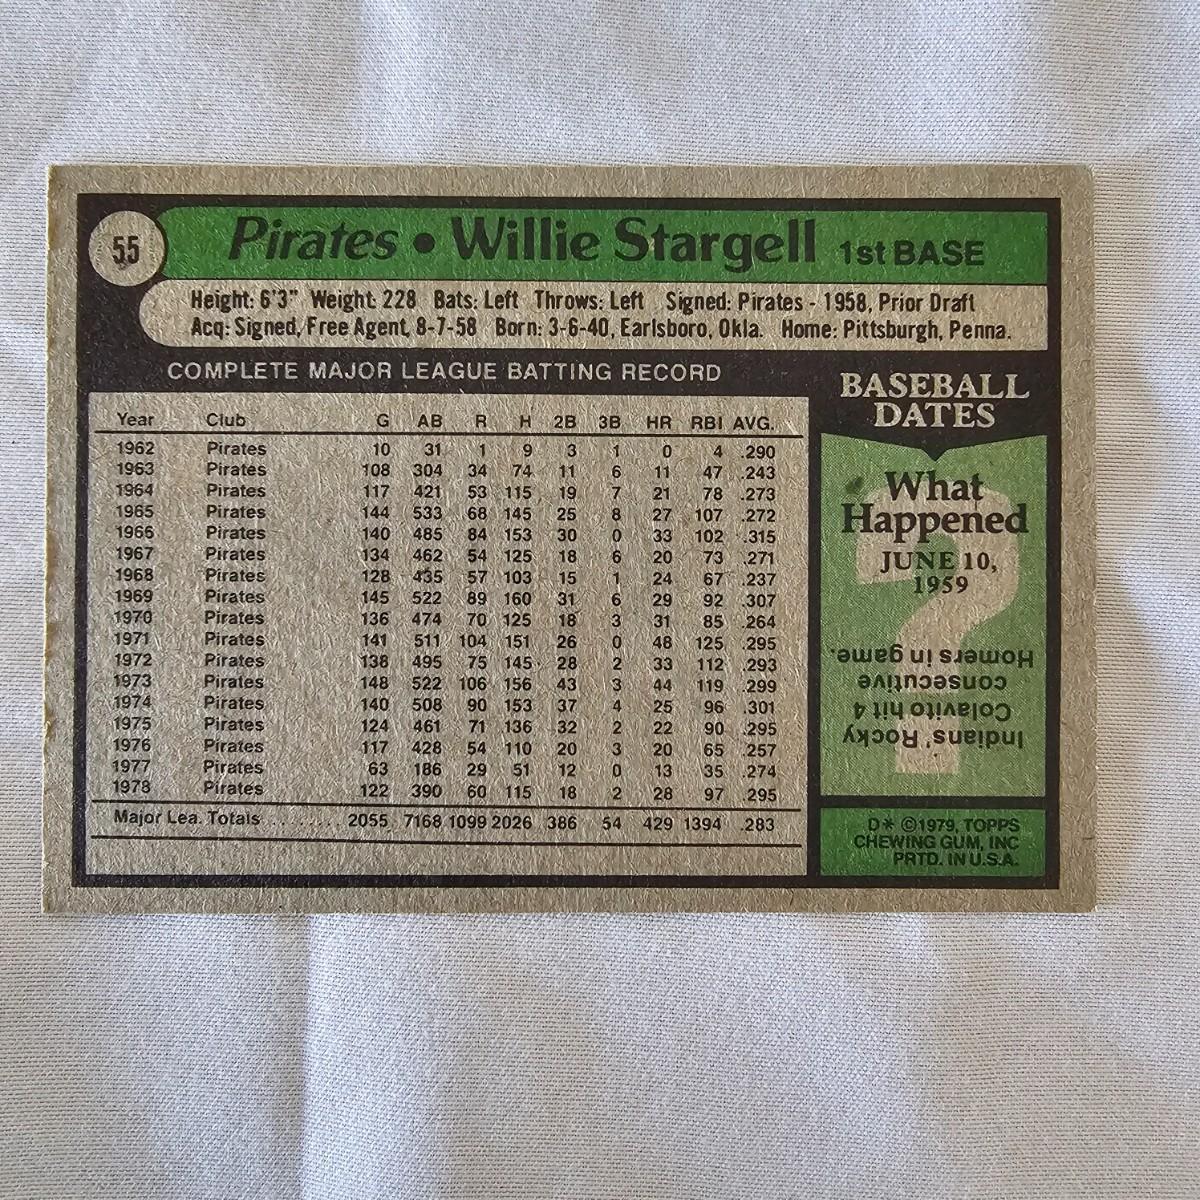 55
Pirates • Willie Stargell 1st BASE
Height: 6'3" Weight: 228 Bats: Left Throws: Left Signed: Pirates - 1958, Prior Draft
Acq: Signed, Free Agent, 8-7-58 Born: 3-6-40, Earlsboro, Okla. Home: Pittsburgh, Penna.
COMPLETE MAJOR LEAGUE BATTING RECORD
Year Club G AB R H 2B 3B HR RBI AVG.
1962 Pirates 10 31 1 9 3 1 0 4 .290
1963 Pirates 108 304 34 74 11 6 11 47 .243
1964 Pirates 117 421 53 115 19 7 21 78 .273
1965 Pirates 144 533 68 145 25 8 27 107 .272
1966 Pirates 140 485 84 153 30 0 33 102 .315
1967 Pirates 134 462 54 125 18 6 20 73 .271
1968 Pirates 128 435 57 103 15 1 24 67 .237
1969 Pirates 145 522 89 160 31 6 29 92 .307
1970 Pirates 136 474 70 125 18 3 31 85 .264
1971 Pirates 141 511 104 151 26 0 48 125 .295
1972 Pirates 138 495 75 145 28 2 33 112 .293
1973 Pirates 148 522 106 156 43 3 44 119 .299
1974 Pirates 140 508 90 153 37 4 25 96 .301
1975 Pirates 124 461 71 136 32 2 22 90 .295
1976 Pirates 117 428 54 110 20 3 20 65 .257
1977 Pirates 63 186 29 51 12 0 13 35 .274
1978 Pirates 122 390 60 115 18 2 28 97 .295
Major Lea. Totals ........ 2055 7168 1099 2026 386 54 429 1394 .283
BASEBALL
DATES
What
Happened
JUNE 10,
1959
?
Indians' Rocky
Colavito hit 4
consecutive
Homers in game.
D* ©1979, TOPPS
CHEWING GUM, INC
PRTD. IN U.S.A.